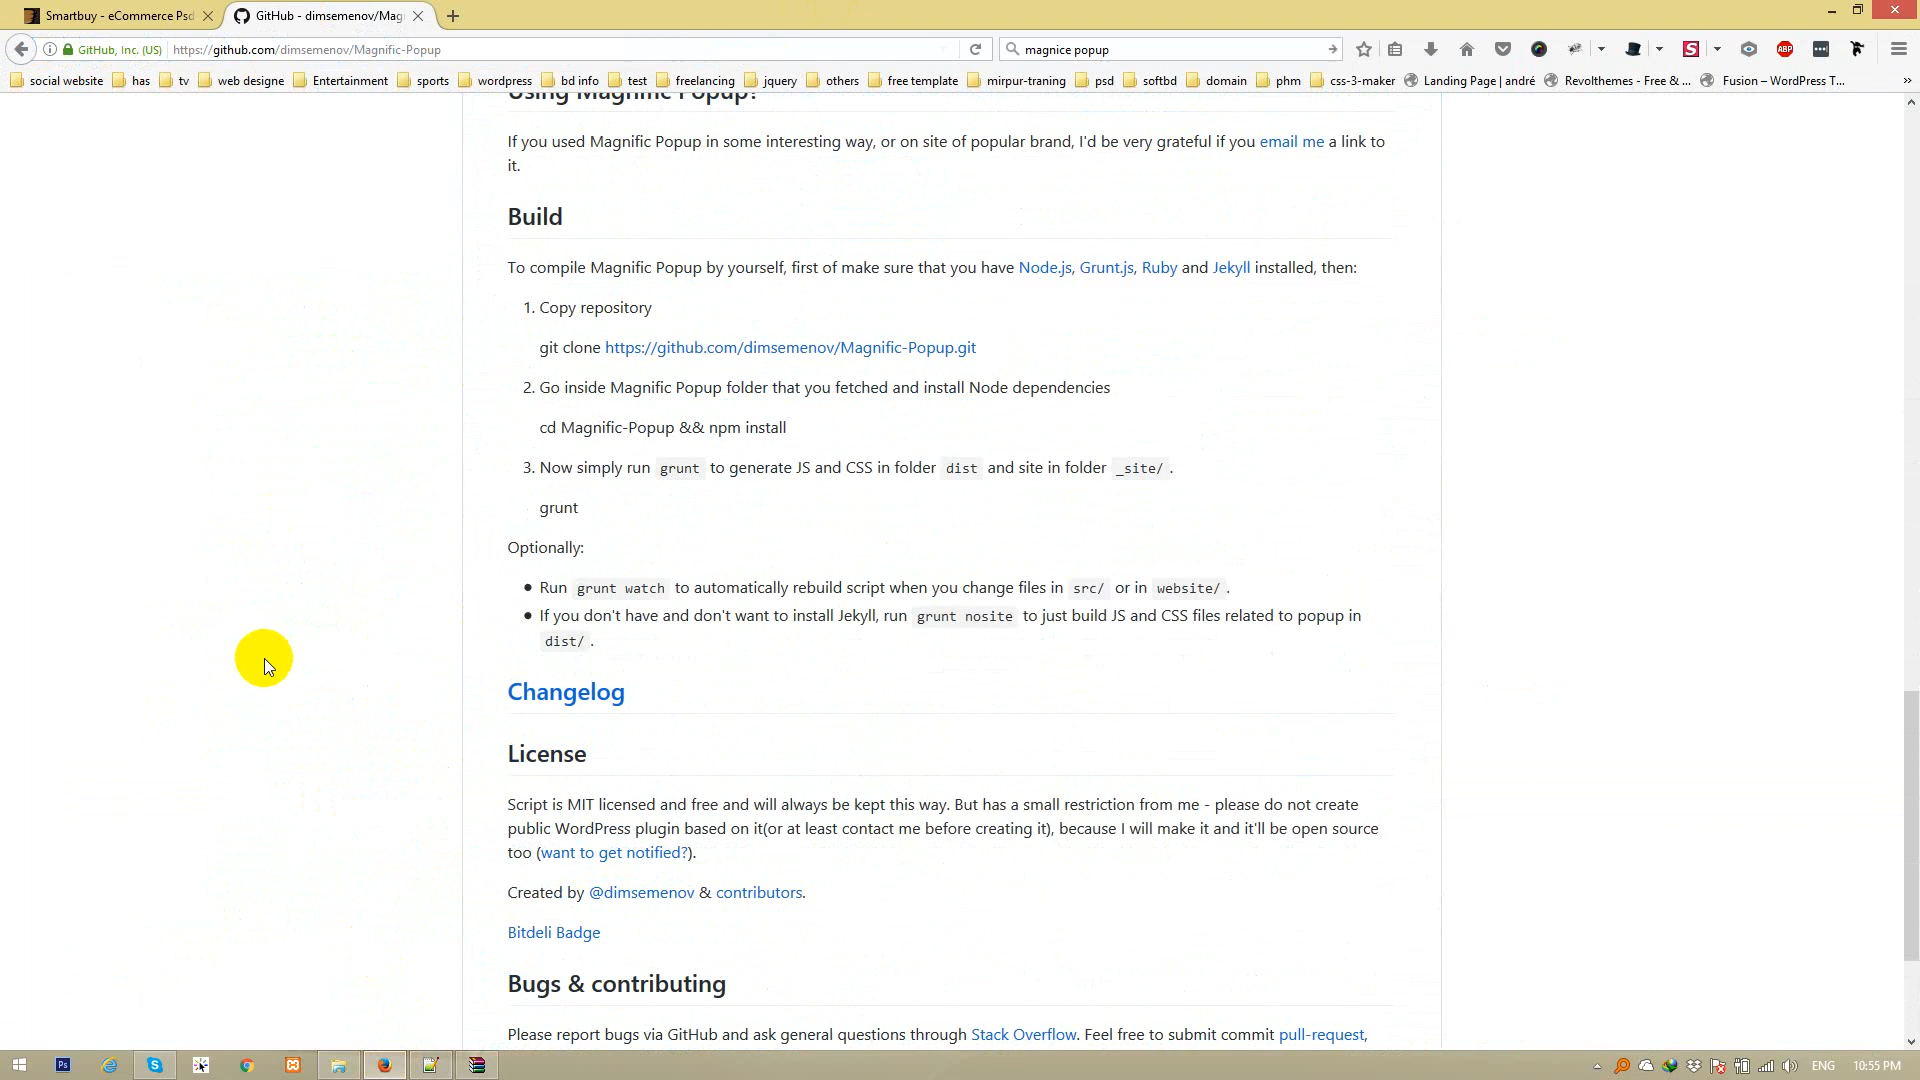 Smartbuy - eCommerce Psd
GitHub - dimsemenov/Mag
GitHub, Inc. (US)
https://github.com/dimsemenov/Magnific-Popup
magnice popup
ABP
social website
has
tv
web designe
Entertainment
sports
wordpress
bd info
test
freelancing
jquery
others
free template
mirpur-traning
psd
softbd
domain
phm
css-3-maker
Landing Page | andré
Revolthemes - Free & ...
Fusion – WordPress T...
Using Magnific Popup?
If you used Magnific Popup in some interesting way, or on site of popular brand, I'd be very grateful if you email me a link to
it.
Build
To compile Magnific Popup by yourself, first of make sure that you have Node.js, Grunt.js, Ruby and Jekyll installed, then:
1. Copy repository
git clone https://github.com/dimsemenov/Magnific-Popup.git
2. Go inside Magnific Popup folder that you fetched and install Node dependencies
cd Magnific-Popup && npm install
3. Now simply run grunt to generate JS and CSS in folder dist and site in folder _site/ .
grunt
Optionally:
• Run grunt watch to automatically rebuild script when you change files in src/ or in website/ .
• If you don't have and don't want to install Jekyll, run grunt nosite to just build JS and CSS files related to popup in
dist/ .
Changelog
License
Script is MIT licensed and free and will always be kept this way. But has a small restriction from me - please do not create
public WordPress plugin based on it(or at least contact me before creating it), because I will make it and it'll be open source
too (want to get notified?).
Created by @dimsemenov & contributors.
Bitdeli Badge
Bugs & contributing
Please report bugs via GitHub and ask general questions through Stack Overflow. Feel free to submit commit pull-request,
Ps
ENG
10:55 PM